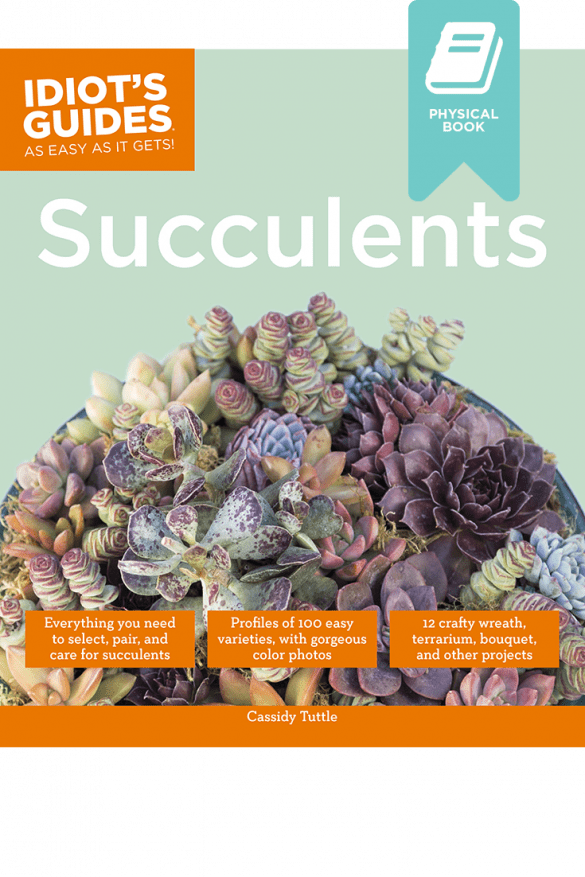 PHYSICAL
BOOK
IDIOT'S
GUIDES®
AS EASY AS IT GETS!
Succulents
Everything you need
to select, pair, and
care for succulents
Profiles of 100 easy
varieties, with gorgeous
color photos
12 crafty wreath,
terrarium, bouquet,
and other projects
Cassidy Tuttle